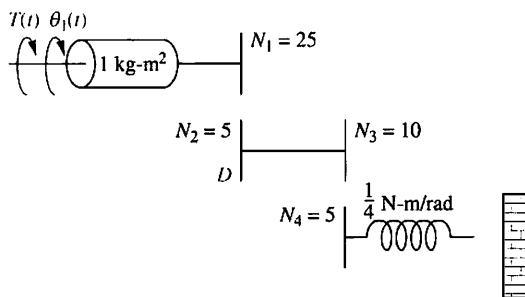 T(t) θ₁(t)
1 kg-m²
N₁ = 25
N₂ = 5
N₃ = 10
D
N₄ = 5
1/4 N-m/rad